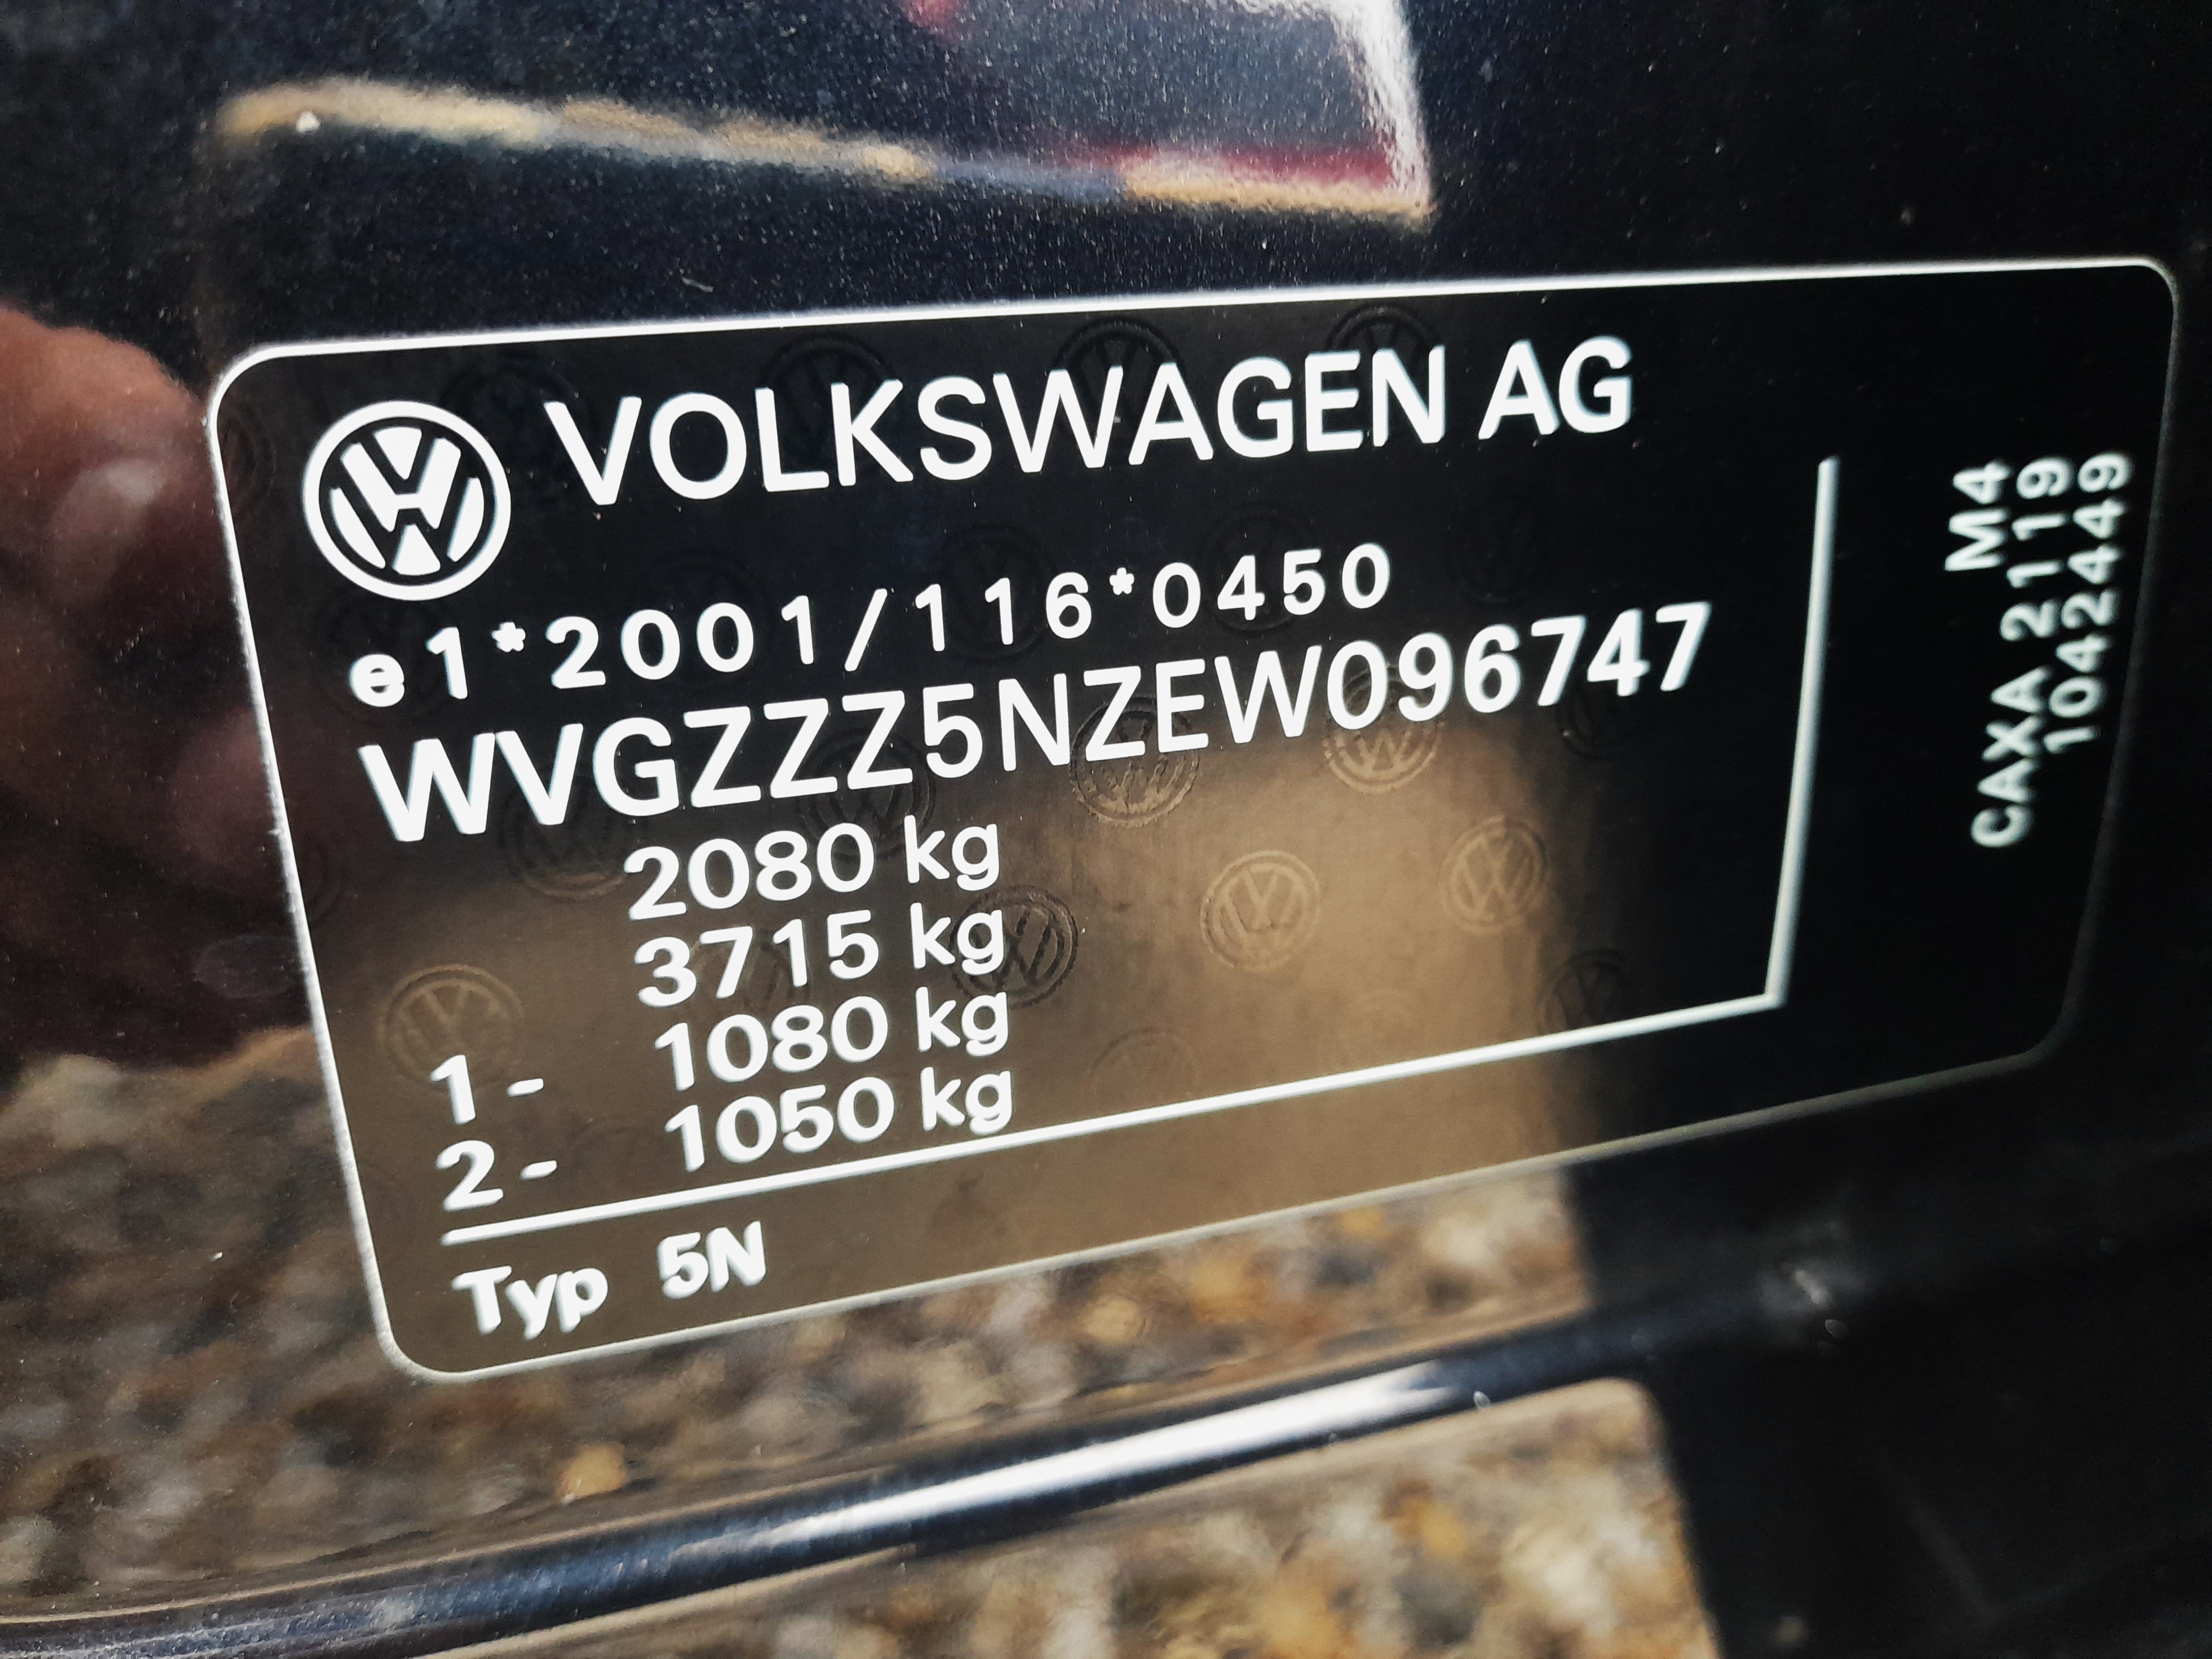 VOLKSWAGEN AG
e1*2001/116*0450
WVGZZZ5NZEW096747
2080 kg
3715 kg
1- 1080 kg
2- 1050 kg
Typ 5N
M4
CAXA 2119
1042449